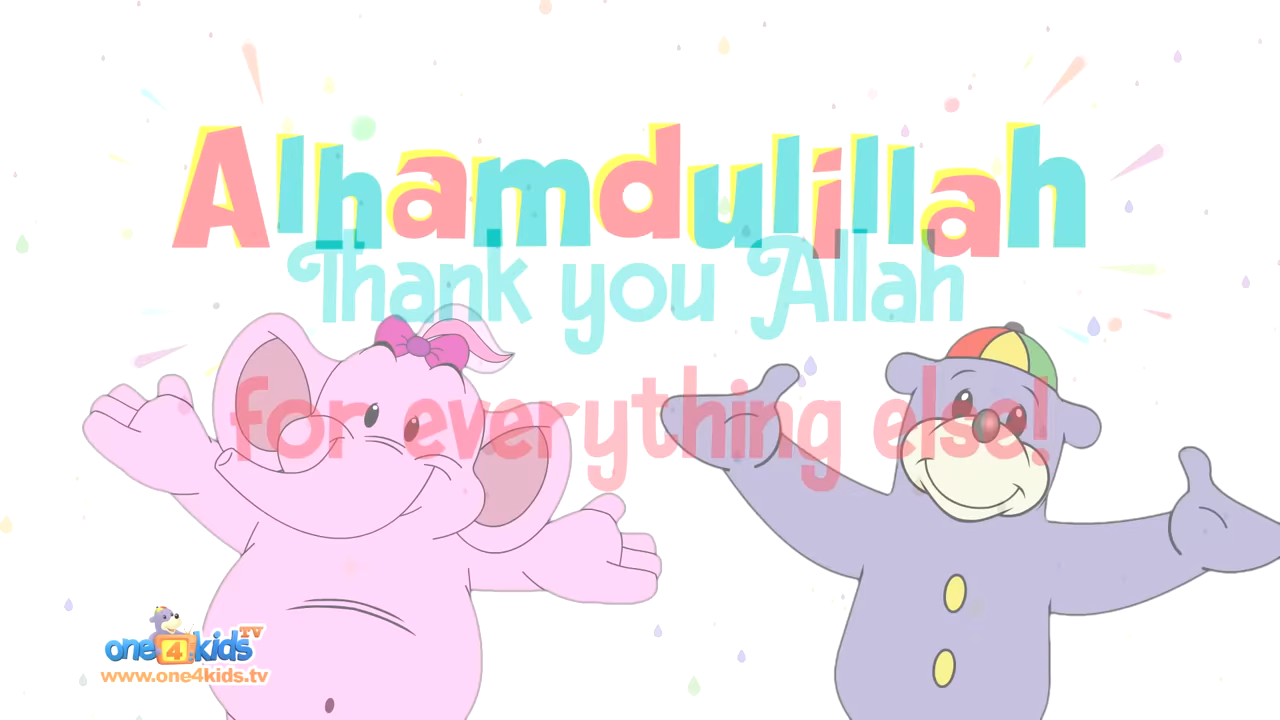 Alhamdulillah
Thank you Allah
for everything else!
one4kids TV
www.one4kids.tv